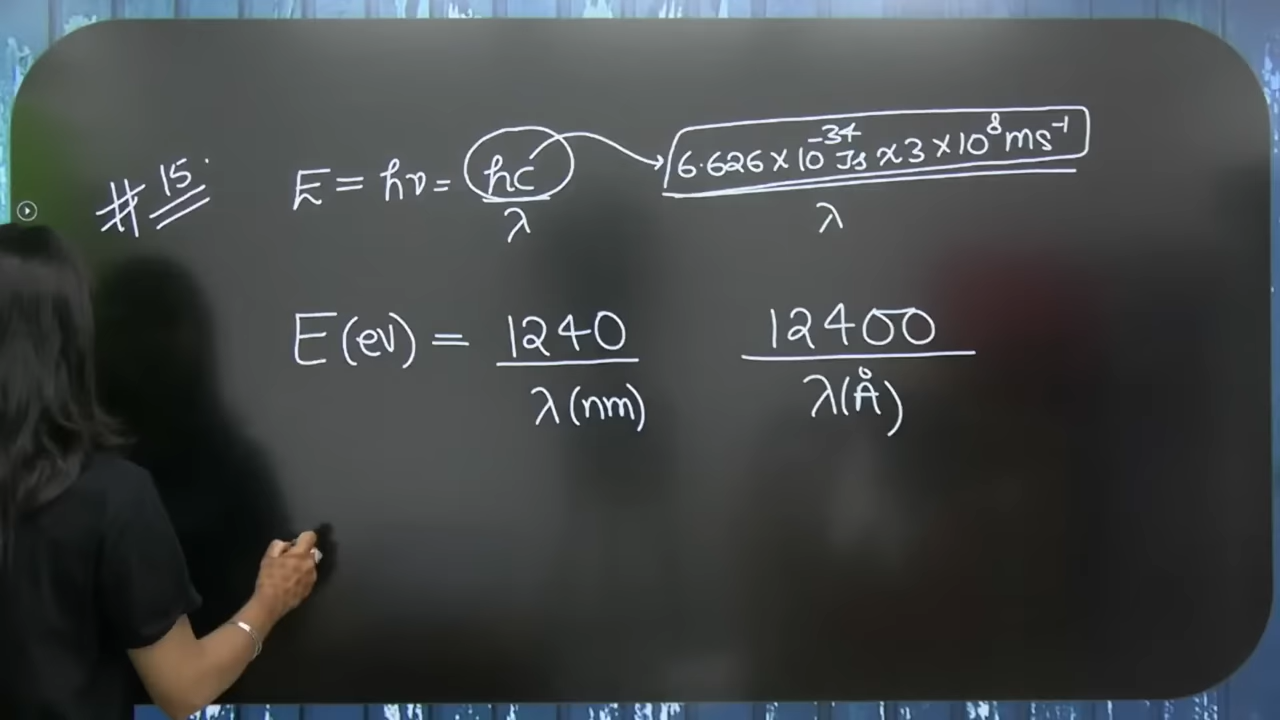 # 15.
E = hν = hc/λ 6.626 × 10⁻³⁴ Js × 3 × 10⁸ ms⁻¹/λ
E (ev) = 1240/λ (nm) 12400/λ(Å)